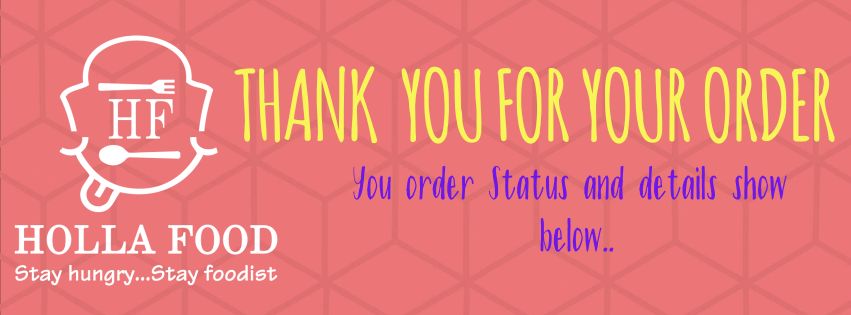 HF
HOLLA FOOD
Stay hungry...Stay foodist
THANK YOU FOR YOUR ORDER
You order Status and details show
below..